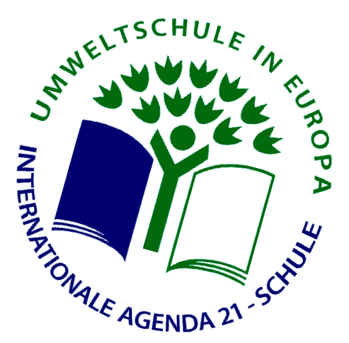 UMWELTSCHULE IN EUROPA
INTERNATIONALE AGENDA 21 - SCHULE